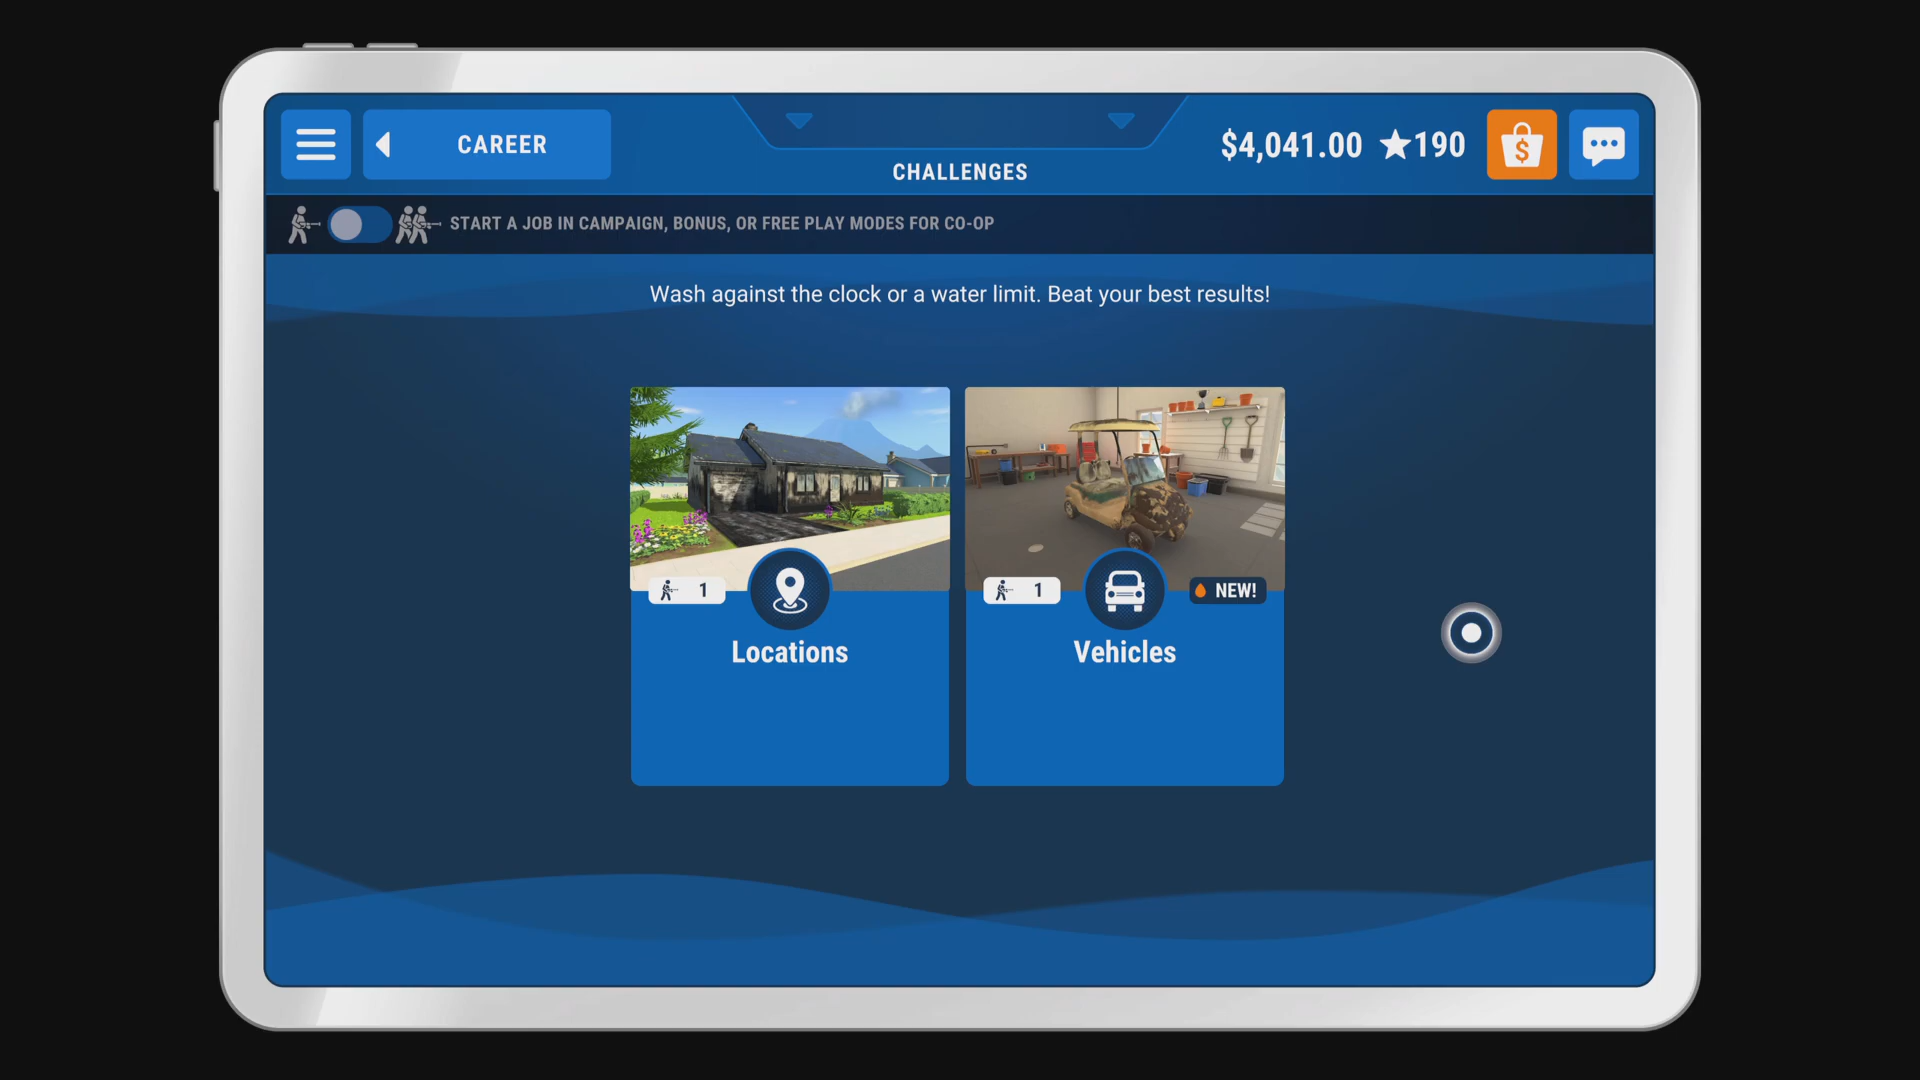 CAREER
CHALLENGES
$4,041.00 ★190
START A JOB IN CAMPAIGN, BONUS, OR FREE PLAY MODES FOR CO-OP
Wash against the clock or a water limit. Beat your best results!
1
1
NEW!
Locations
Vehicles